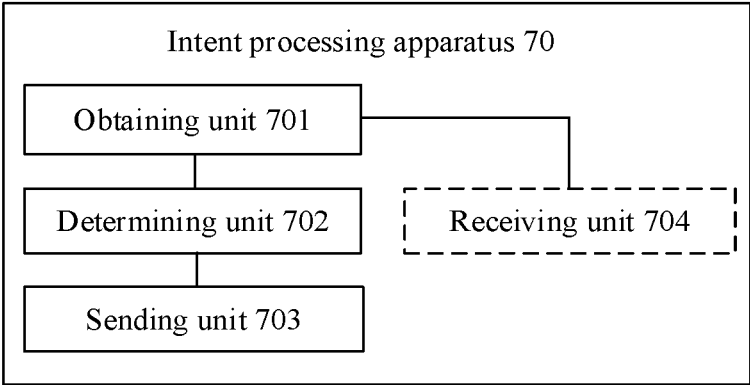 Intent processing apparatus 70
Obtaining unit 701
Determining unit 702
Receiving unit 704
Sending unit 703